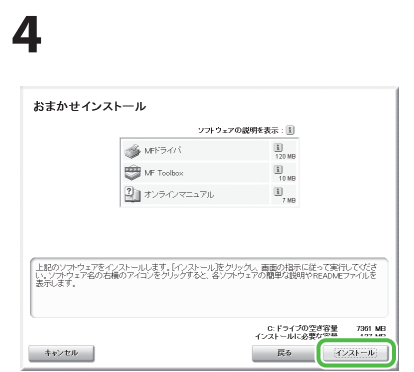 4
おまかせインストール
ソフトウェアの説明を表示 : i
MFドライバ
i
120 MB
MF Toolbox
i
10 MB
オンラインマニュアル
i
7 MB
上記のソフトウェアをインストールします。[インストール]をクリックし、画面の指示に従って実行してくださ
い。ソフトウェア名の右横のアイコンをクリックすると、各ソフトウェアの簡単な説明やREADMEファイルを
表示します。
C: ドライブの空き容量 7361 MB
インストールに必要な容量 137 MB
キャンセル
戻る
インストール